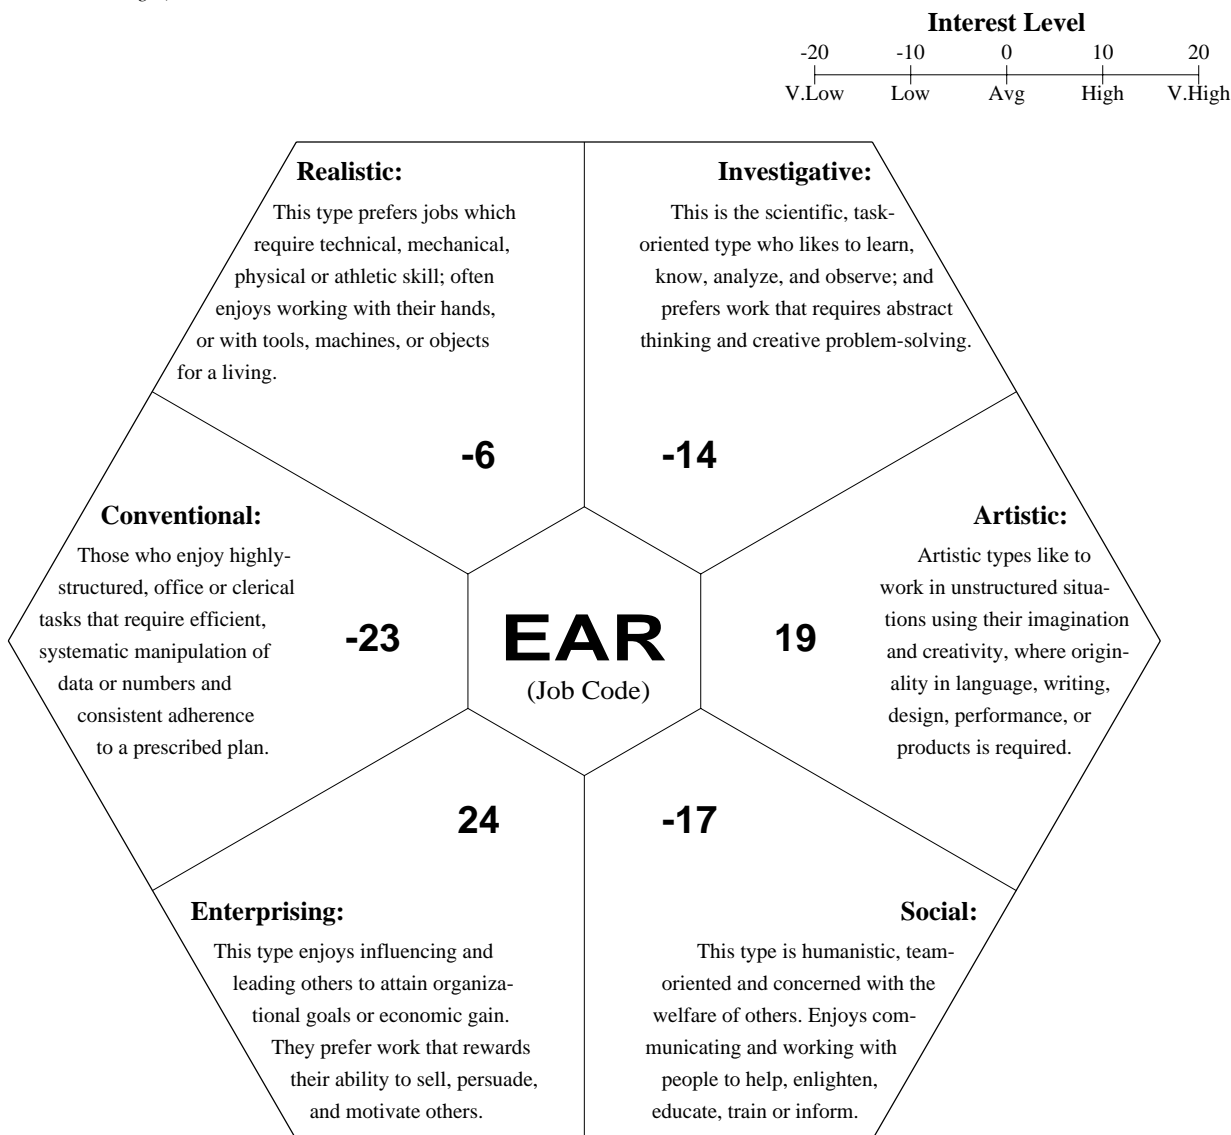 Interest Level
-20 -10 0 10 20
V.Low Low Avg High V.High
Realistic:
This type prefers jobs which
require technical, mechanical,
physical or athletic skill; often
enjoys working with their hands,
or with tools, machines, or objects
for a living.
-6
Investigative:
This is the scientific, task-
oriented type who likes to learn,
know, analyze, and observe; and
prefers work that requires abstract
thinking and creative problem-solving.
-14
Conventional:
Those who enjoy highly-
structured, office or clerical
tasks that require efficient,
systematic manipulation of
data or numbers and
consistent adherence
to a prescribed plan.
-23
EAR
(Job Code)
19
Artistic:
Artistic types like to
work in unstructured situa-
tions using their imagination
and creativity, where origin-
ality in language, writing,
design, performance, or
products is required.
24
Enterprising:
This type enjoys influencing and
leading others to attain organiza-
tional goals or economic gain.
They prefer work that rewards
their ability to sell, persuade,
and motivate others.
-17
Social:
This type is humanistic, team-
oriented and concerned with the
welfare of others. Enjoys com-
municating and working with
people to help, enlighten,
educate, train or inform.